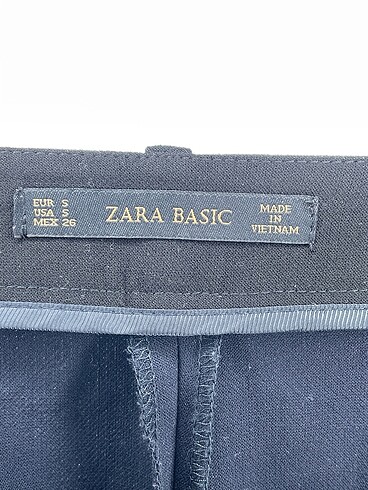 EUR S
USA S
MEX 26
ZARA BASIC
MADE
IN
VIETNAM